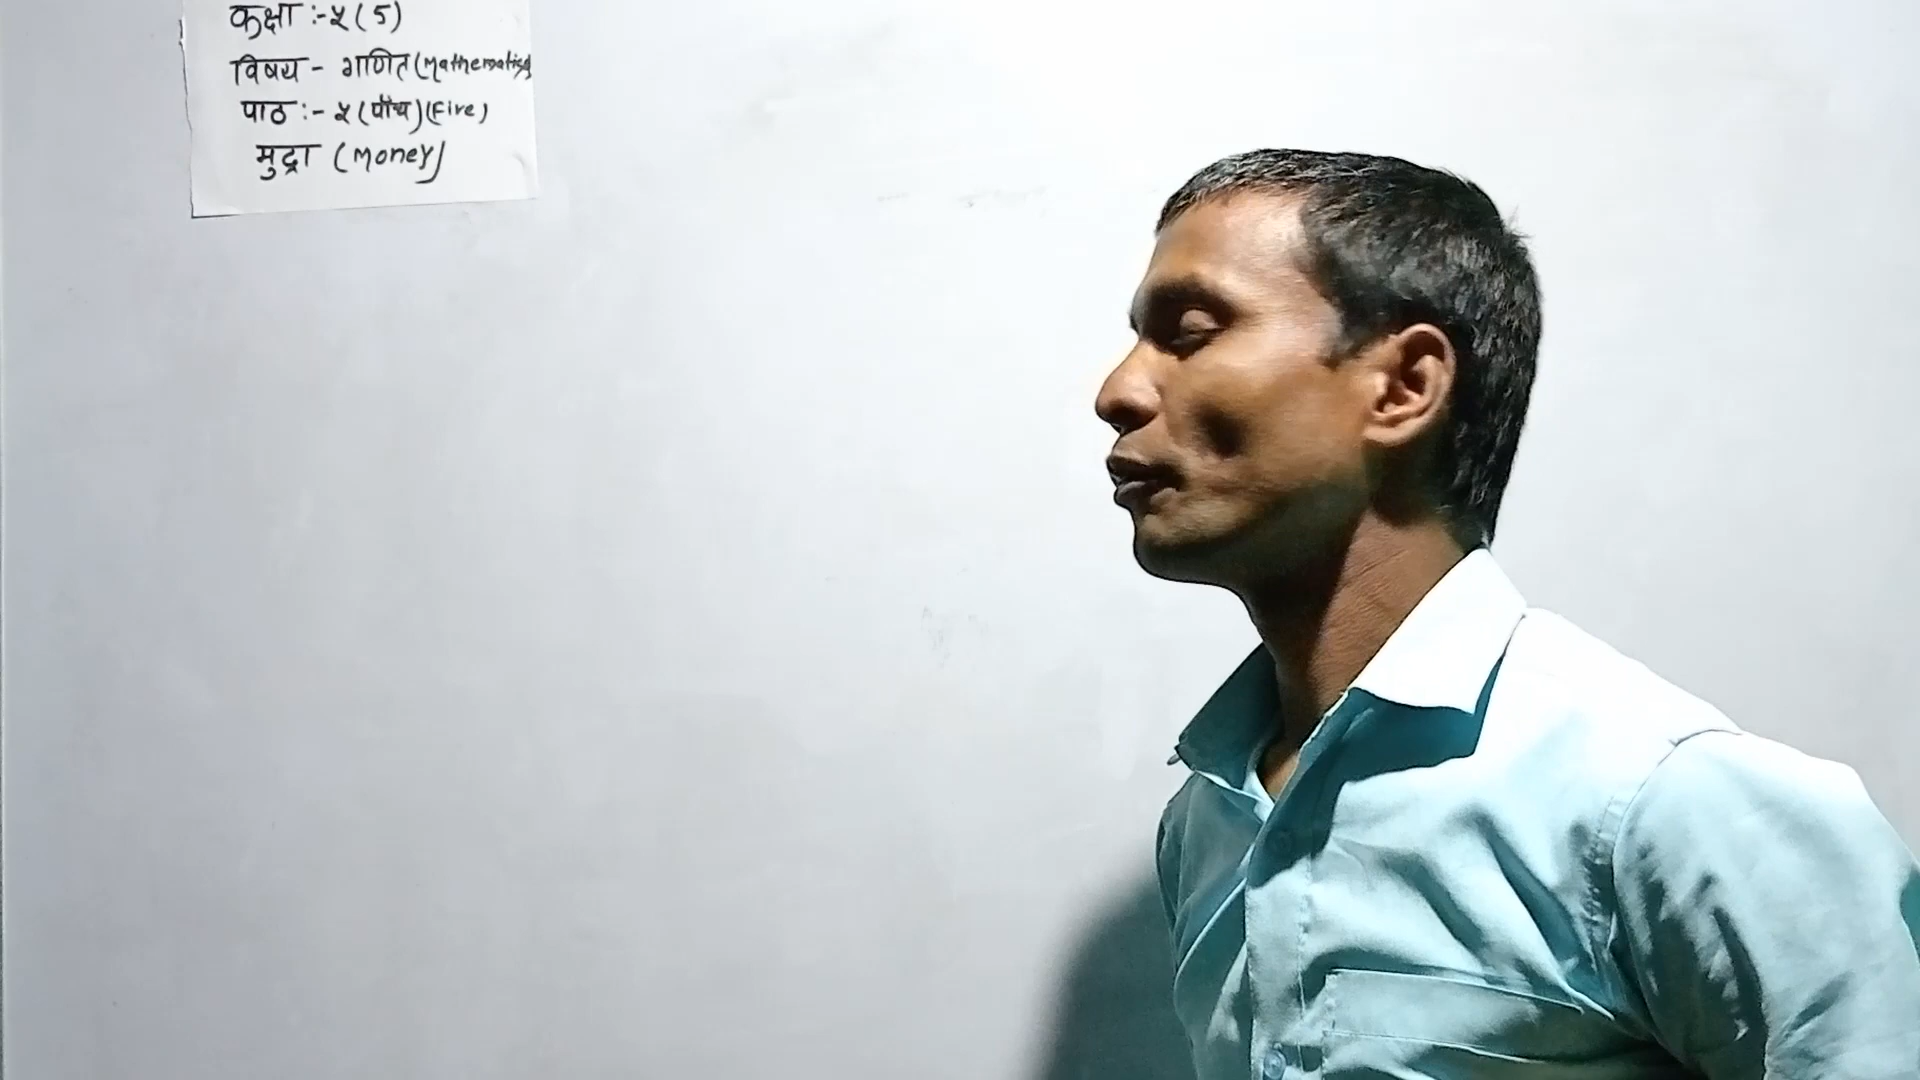 कक्षा :- ५ (5)
विषय - गणित (Mathematics)
पाठ :- ५ (पाँच) (Five)
मुद्रा (Money)